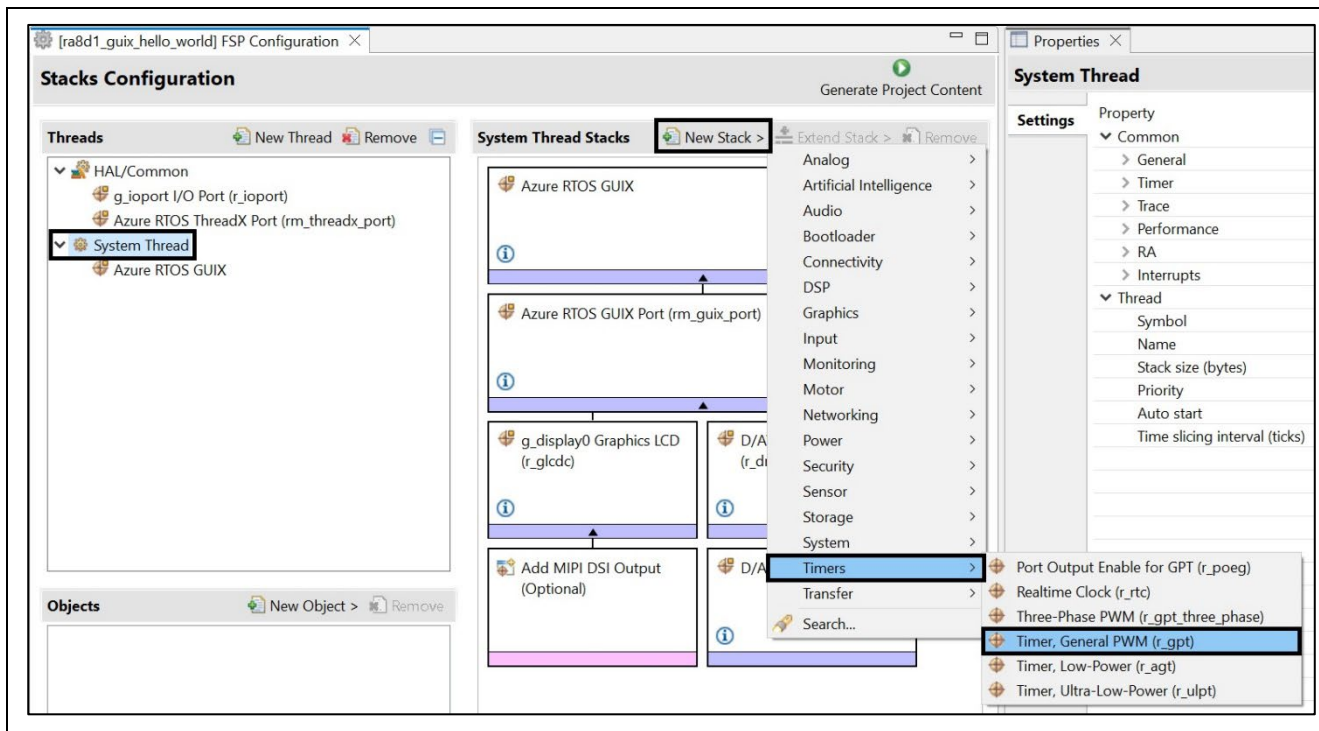 [ra8d1_guix_hello_world] FSP Configuration
Stacks Configuration
Generate Project Content
Threads
New Thread
Remove
HAL/Common
g_ioport I/O Port (r_ioport)
Azure RTOS ThreadX Port (rm_threadx_port)
System Thread
Azure RTOS GUIX
Objects
New Object >
Remove
System Thread Stacks
New Stack >
Extend Stack >
Remove
Azure RTOS GUIX
Azure RTOS GUIX Port (rm_guix_port)
g_display0 Graphics LCD
(r_glcdc)
D/A
(r_d
Add MIPI DSI Output
(Optional)
D/A
Analog
Artificial Intelligence
Audio
Bootloader
Connectivity
DSP
Graphics
Input
Monitoring
Motor
Networking
Power
Security
Sensor
Storage
System
Timers
Transfer
Search...
Port Output Enable for GPT (r_poeg)
Realtime Clock (r_rtc)
Three-Phase PWM (r_gpt_three_phase)
Timer, General PWM (r_gpt)
Timer, Low-Power (r_agt)
Timer, Ultra-Low-Power (r_ulpt)
Properties
System Thread
Settings
Property
Common
General
Timer
Trace
Performance
RA
Interrupts
Thread
Symbol
Name
Stack size (bytes)
Priority
Auto start
Time slicing interval (ticks)